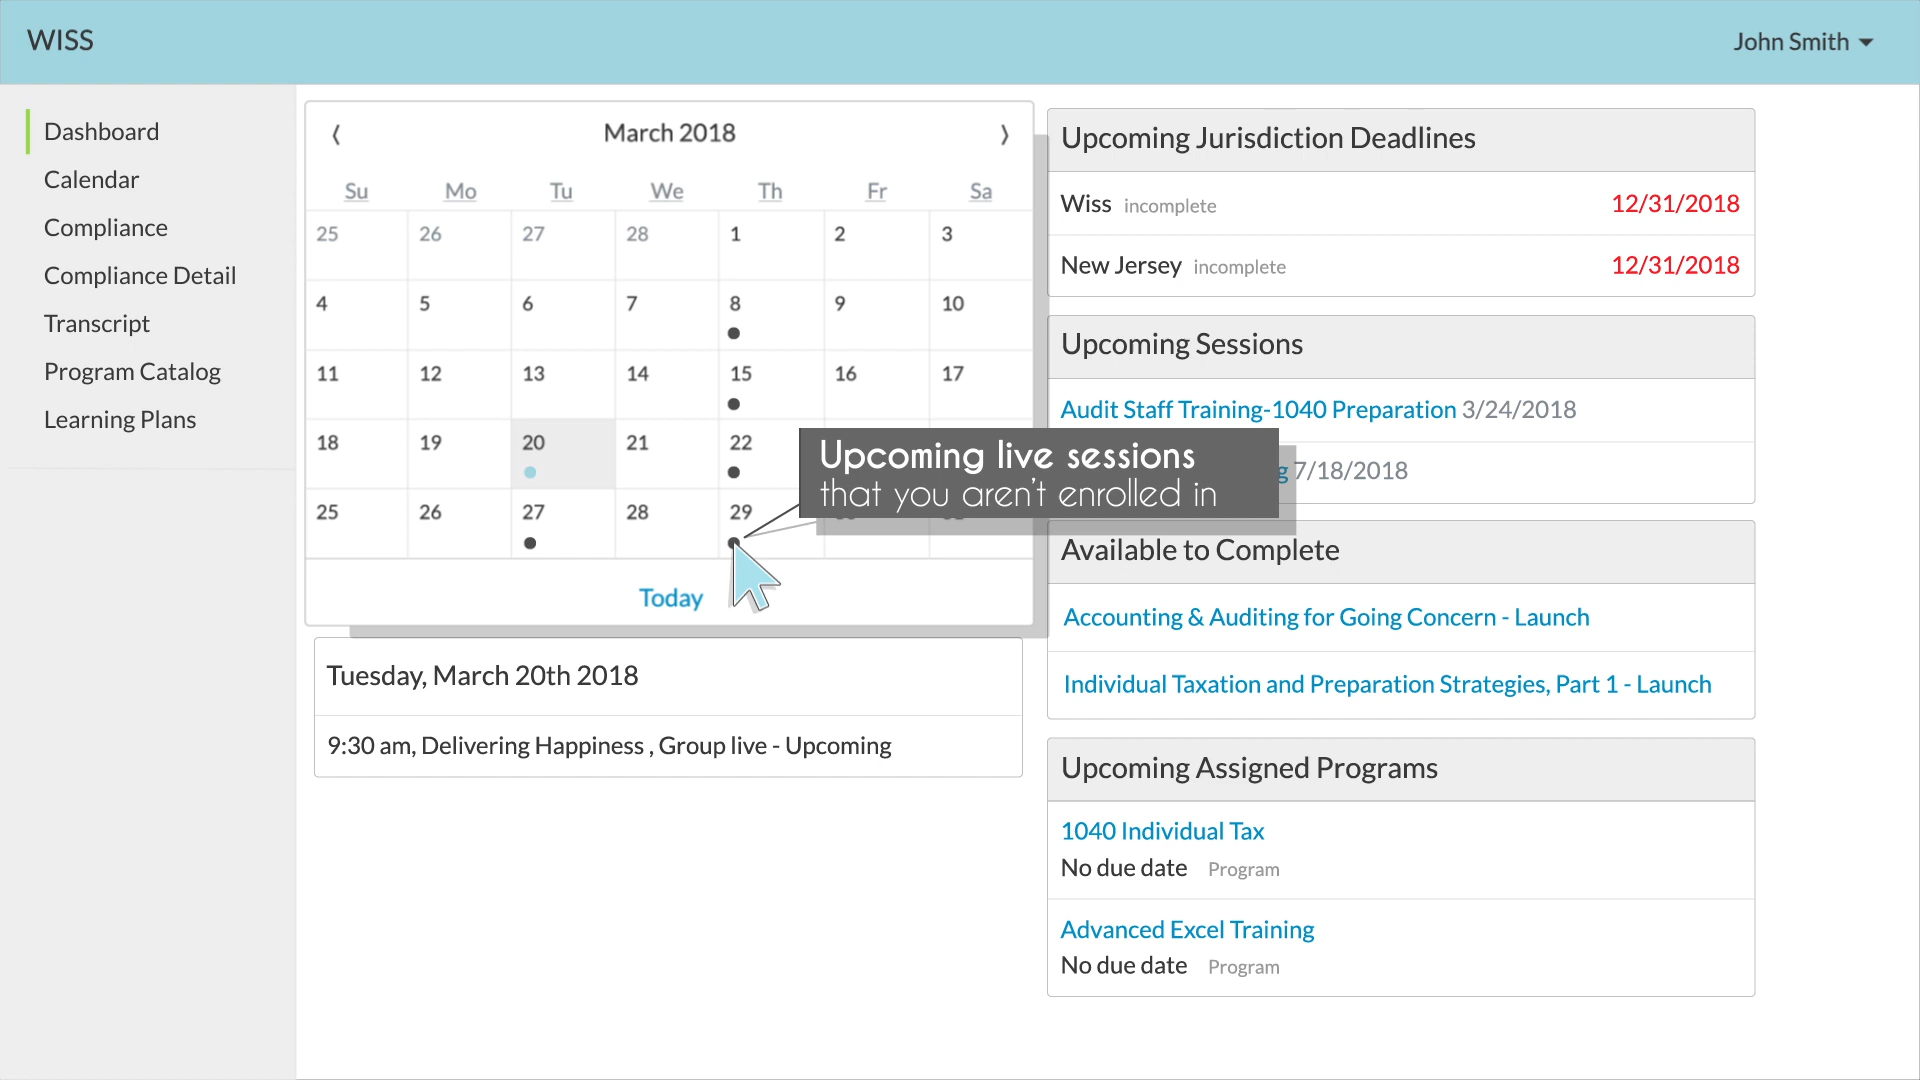 WISS
John Smith
Dashboard
Calendar
Compliance
Compliance Detail
Transcript
Program Catalog
Learning Plans
March 2018
Su Mo Tu We Th Fr Sa
25 26 27 28 1 2 3
4 5 6 7 8 9 10
11 12 13 14 15 16 17
18 19 20 21 22
25 26 27 28 29
Today
Upcoming live sessions
that you aren't enrolled in
Tuesday, March 20th 2018
9:30 am, Delivering Happiness , Group live - Upcoming
Upcoming Jurisdiction Deadlines
Wiss incomplete 12/31/2018
New Jersey incomplete 12/31/2018
Upcoming Sessions
Audit Staff Training-1040 Preparation 3/24/2018
7/18/2018
Available to Complete
Accounting & Auditing for Going Concern - Launch
Individual Taxation and Preparation Strategies, Part 1 - Launch
Upcoming Assigned Programs
1040 Individual Tax
No due date Program
Advanced Excel Training
No due date Program